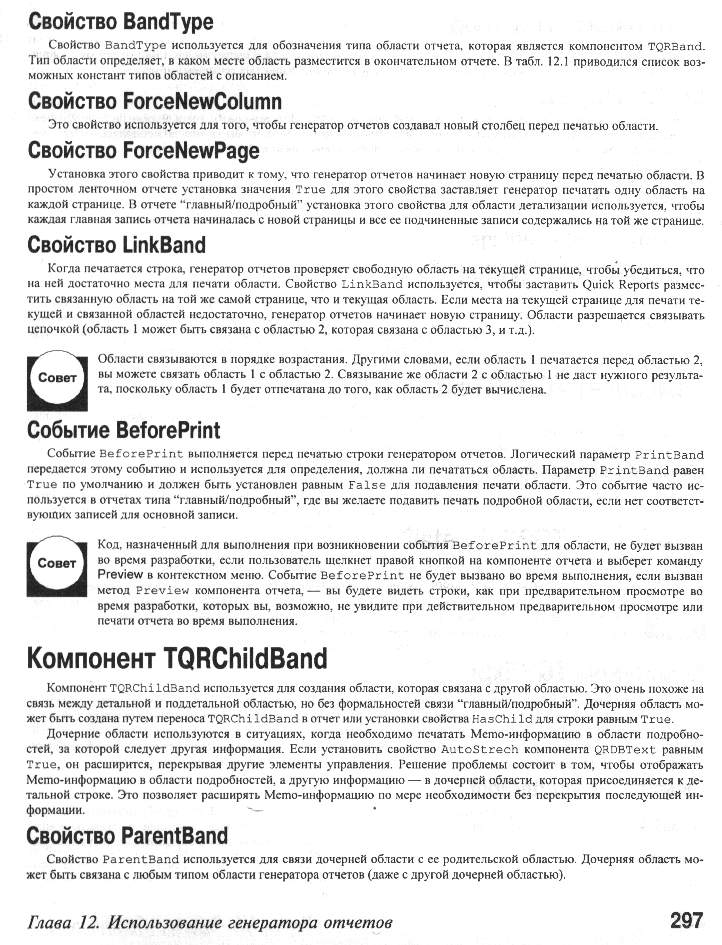 Свойство BandType
Свойство BandType используется для обозначения типа области отчета, которая является компонентом TQRBand.
Тип области определяет, в каком месте область разместится в окончательном отчете. В табл. 12.1 приводился список воз-
можных констант типов областей с описанием.
Свойство ForceNewColumn
Это свойство используется для того, чтобы генератор отчетов создавал новый столбец перед печатью области.
Свойство ForceNewPage
Установка этого свойства приводит к тому, что генератор отчетов начинает новую страницу перед печатью области. В
простом ленточном отчете установка значения True для этого свойства заставляет генератор печатать одну область на
каждой странице. В отчете “главный/подробный” установка этого свойства для области детализации используется, чтобы
каждая главная запись отчета начиналась с новой страницы и все ее подчиненные записи содержались на той же странице.
Свойство LinkBand
Когда печатается строка, генератор отчетов проверяет свободную область на текущей странице, чтобы убедиться, что
на ней достаточно места для печати области. Свойство LinkBand используется, чтобы заставить Quick Reports размес-
тить связанную область на той же самой странице, что и текущая область. Если места на текущей странице для печати те-
кущей и связанной областей недостаточно, генератор отчетов начинает новую страницу. Области разрешается связывать
цепочкой (область 1 может быть связана с областью 2, которая связана с областью 3, и т.д.).
Совет
Области связываются в порядке возрастания. Другими словами, если область 1 печатается перед областью 2,
вы можете связать область 1 с областью 2. Связывание же области 2 с областью 1 не даст нужного результа-
та, поскольку область 1 будет отпечатана до того, как область 2 будет вычислена.
Событие BeforePrint
Событие BeforePrint выполняется перед печатью строки генератором отчетов. Логический параметр PrintBand
передается этому событию и используется для определения, должна ли печататься область. Параметр PrintBand равен
True по умолчанию и должен быть установлен равным False для подавления печати области. Это событие часто ис-
пользуется в отчетах типа “главный/подробный”, где вы желаете подавить печать подробной области, если нет соответст-
вующих записей для основной записи.
Совет
Код, назначенный для выполнения при возникновении события BeforePrint для области, не будет вызван
во время разработки, если пользователь щелкнет правой кнопкой на компоненте отчета и выберет команду
Preview в контекстном меню. Событие BeforePrint не будет вызвано во время выполнения, если вызван
метод Preview компонента отчета, — вы будете видеть строки, как при предварительном просмотре во
время разработки, которых вы, возможно, не увидите при действительном предварительном просмотре или
печати отчета во время выполнения.
Компонент TQRChildBand
Компонент TQRChildBand используется для создания области, которая связана с другой областью. Это очень похоже на
связь между детальной и поддетальной областью, но без формальностей связи “главный/подробный”. Дочерняя область мо-
жет быть создана путем переноса TQRChildBand в отчет или установки свойства HasChild для строки равным True.
Дочерние области используются в ситуациях, когда необходимо печатать Memo-информацию в области подробно-
стей, за которой следует другая информация. Если установить свойство AutoStrech компонента QRDBText равным
True, он расширится, перекрывая другие элементы управления. Решение проблемы состоит в том, чтобы отображать
Memo-информацию в области подробностей, а другую информацию — в дочерней области, которая присоединяется к де-
тальной строке. Это позволяет расширять Memo-информацию по мере необходимости без перекрытия последующей ин-
формации.
Свойство ParentBand
Свойство ParentBand используется для связи дочерней области с ее родительской областью. Дочерняя область мо-
жет быть связана с любым типом области генератора отчетов (даже с другой дочерней областью).
Глава 12. Использование генератора отчетов 297